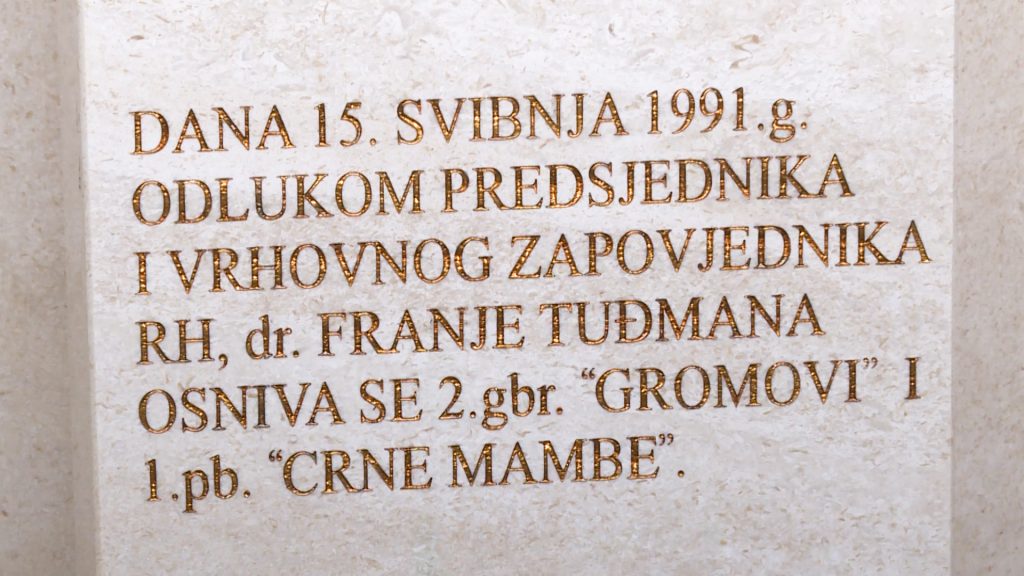 DANA 15. SVIBNJA 1991.g.
ODLUKOM PREDSJEDNIKA
I VRHOVNOG ZAPOVJEDNIKA
RH, dr. FRANJE TUĐMANA
OSNIVA SE 2.gbr. “GROMOVI” I
1.pb. “CRNE MAMBE”.